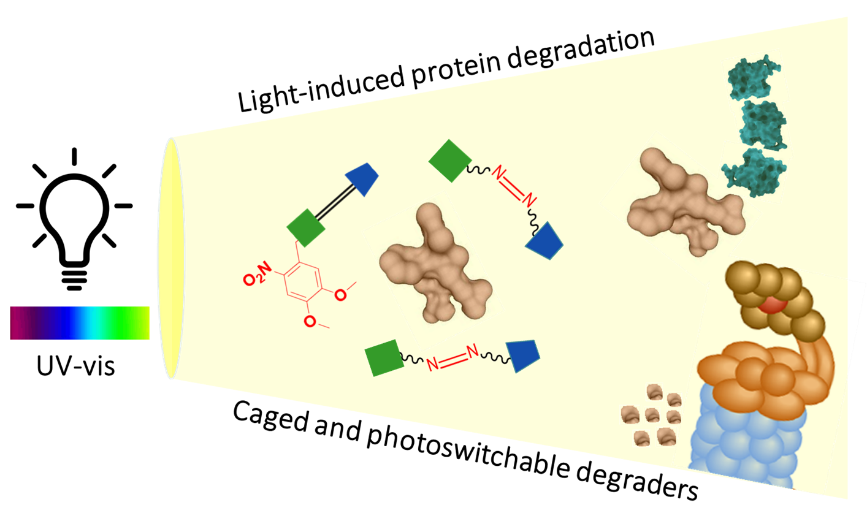 Light-induced protein degradation
N
N
O₂N
O
O
N
N
UV-vis
Caged and photoswitchable degraders